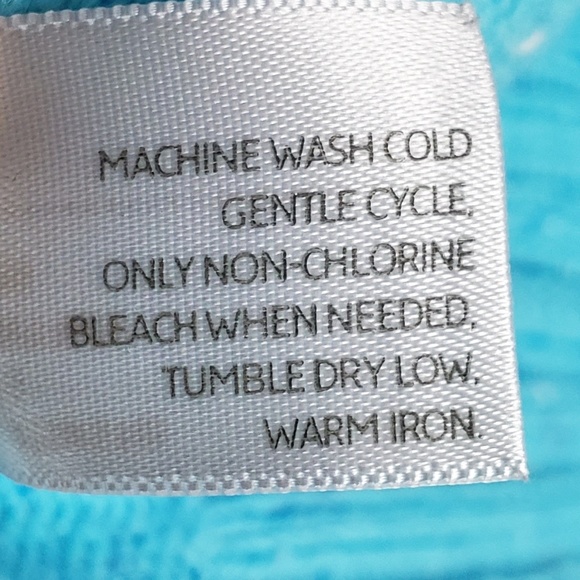 MACHINE WASH COLD
GENTLE CYCLE,
ONLY NON-CHLORINE
BLEACH WHEN NEEDED,
TUMBLE DRY LOW,
WARM IRON.